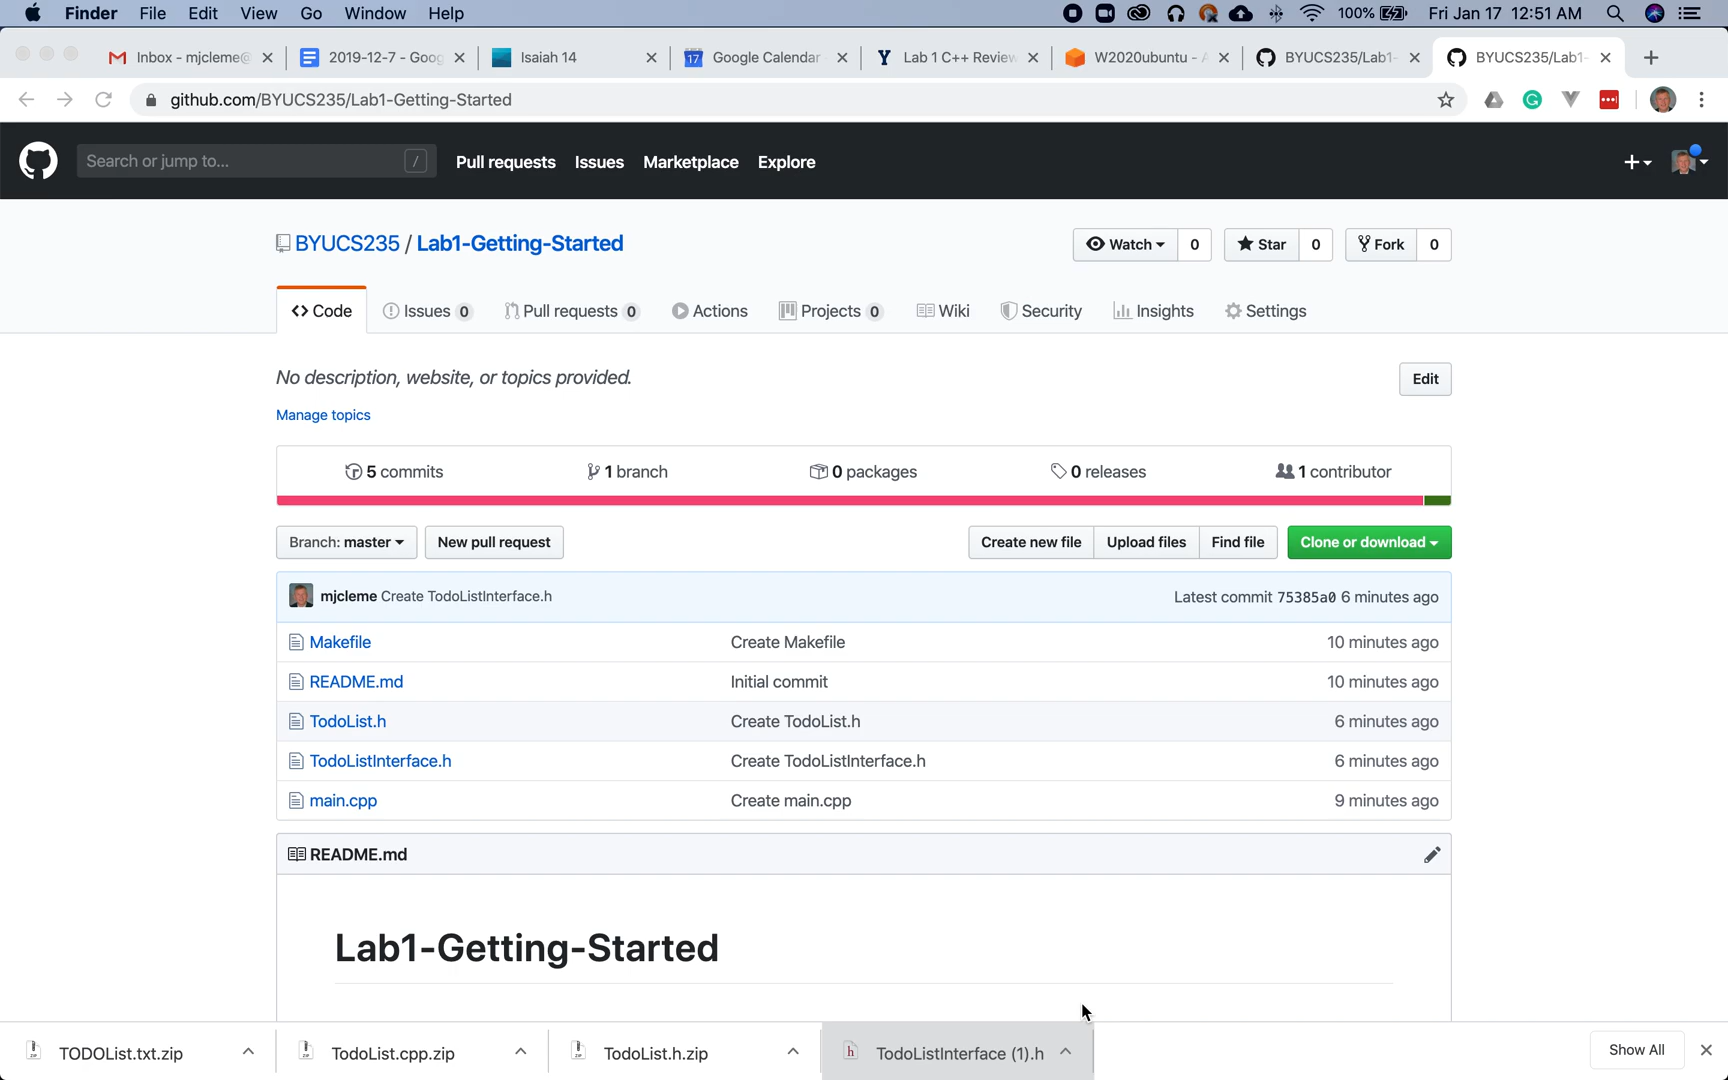 Finder File Edit View Go Window Help 100% Fri Jan 17 12:51 AM
Inbox - mjcleme@ 2019-12-7 - Goog Isaiah 14 17 Google Calendar Y Lab 1 C++ Review W2020ubuntu - A BYUCS235/Lab1- BYUCS235/Lab1-
github.com/BYUCS235/Lab1-Getting-Started
Search or jump to... / Pull requests Issues Marketplace Explore
BYUCS235 / Lab1-Getting-Started Watch 0 Star 0 Fork 0
Code Issues 0 Pull requests 0 Actions Projects 0 Wiki Security Insights Settings
No description, website, or topics provided. Edit
Manage topics
5 commits 1 branch 0 packages 0 releases 1 contributor
Branch: master New pull request Create new file Upload files Find file Clone or download
mjcleme Create TodoListInterface.h Latest commit 75385a0 6 minutes ago
Makefile Create Makefile 10 minutes ago
README.md Initial commit 10 minutes ago
TodoList.h Create TodoList.h 6 minutes ago
TodoListInterface.h Create TodoListInterface.h 6 minutes ago
main.cpp Create main.cpp 9 minutes ago
README.md
Lab1-Getting-Started
TODOList.txt.zip TodoList.cpp.zip TodoList.h.zip h TodoListInterface (1).h Show All